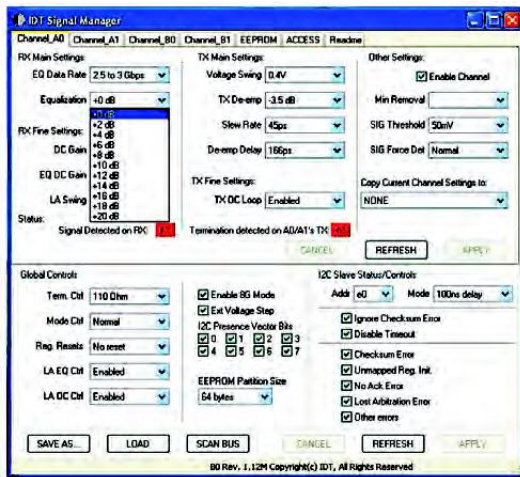 IDT Signal Manager
Channel_A0 Channel_A1 Channel_B0 Channel_B1 EEPROM ACCESS Readme
RX Main Settings:
EQ Data Rate 2.5 to 3 Gbps
Equalization +0 dB
+0 dB
+2 dB
+4 dB
+6 dB
+8 dB
+10 dB
+12 dB
+14 dB
+16 dB
+18 dB
+20 dB
RX Fine Settings:
DC Gain
EQ DC Gain
LA Swing
Status:
Signal Detected on RX:
TX Main Settings:
Voltage Swing 0.4V
TX De-emp -3.5 dB
Slew Rate 45ps
De-emp Delay 166ps
TX Fine Settings:
TX OC Loop Enabled
Termination detected on A0/A1's TX:
Other Settings:
Enable Channel
Min Removal
SIG Threshold 50mV
SIG Force Det Normal
Copy Current Channel Settings to:
NONE
CANCEL REFRESH APPLY
Global Controls
Term. Ctrl 110 Ohm
Mode Ctrl Normal
Reg. Resets No reset
LA EQ Ctrl Enabled
LA OC Ctrl Enabled
Enable 8G Mode
Ext Voltage Step
I2C Presence Vector Bits
0 1 2 3
4 5 6 7
EEPROM Partition Size
64 bytes
I2C Slave Status/Controls
Addr e0 Mode 100ns delay
Ignore Checksum Error
Disable Timeout
Checksum Error
Unmapped Reg. Init.
No Ack Error
Lost Arbitration Error
Other errors
SAVE AS... LOAD SCAN BUS CANCEL REFRESH APPLY
B0 Rev. 1.12M Copyright(c) IDT, All Rights Reserved